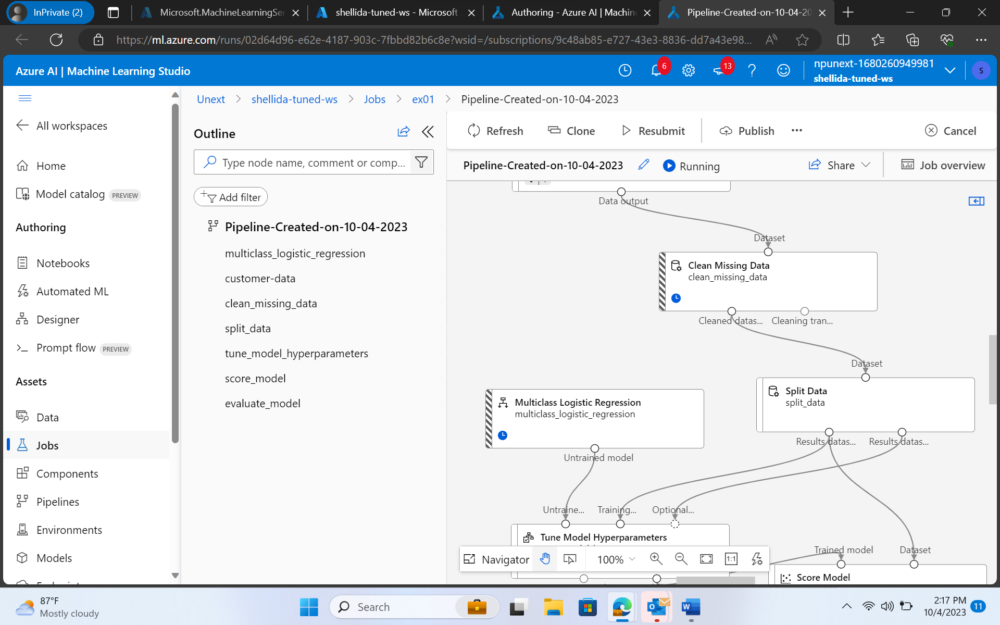 InPrivate (2)
Microsoft.MachineLearningSer
shellida-tuned-ws - Microsoft
Authoring - Azure AI | Machine
Pipeline-Created-on-10-04-20
https://ml.azure.com/runs/02d64d96-e62e-4187-903c-7fbbd82b6c8e?wsid=/subscriptions/9c48ab85-e727-43e3-8836-dd7a43e98...
Azure AI | Machine Learning Studio
6
13
npunext-1680260949981
shellida-tuned-ws
S
Unext > shellida-tuned-ws > Jobs > ex01 > Pipeline-Created-on-10-04-2023
All workspaces
Home
Model catalog PREVIEW
Authoring
Notebooks
Automated ML
Designer
Prompt flow PREVIEW
Assets
Data
Jobs
Components
Pipelines
Environments
Models
Outline
Type node name, comment or comp...
Add filter
Pipeline-Created-on-10-04-2023
multiclass_logistic_regression
customer-data
clean_missing_data
split_data
tune_model_hyperparameters
score_model
evaluate_model
Refresh
Clone
Resubmit
Publish
Cancel
Pipeline-Created-on-10-04-2023
Running
Share
Job overview
Data output
Dataset
Clean Missing Data
clean_missing_data
Cleaned datas...
Cleaning tran...
Dataset
Split Data
split_data
Results datas...
Results datas...
Multiclass Logistic Regression
multiclass_logistic_regression
Untrained model
Untraine...
Training...
Optional...
Tune Model Hyperparameters
Trained model
Dataset
Score Model
Navigator
100%
1:1
87°F
Mostly cloudy
Search
2:17 PM
10/4/2023
11